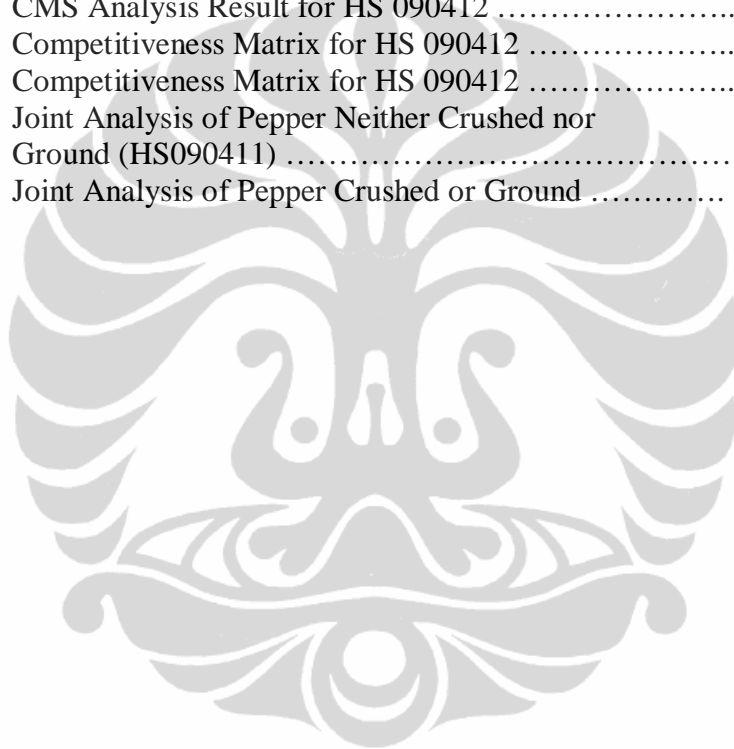 CMS Analysis Result for HS 090412 …………………..
Competitiveness Matrix for HS 090412 ………………..
Competitiveness Matrix for HS 090412 ………………..
Joint Analysis of Pepper Neither Crushed nor
Ground (HS090411) ……………………………………
Joint Analysis of Pepper Crushed or Ground ………….